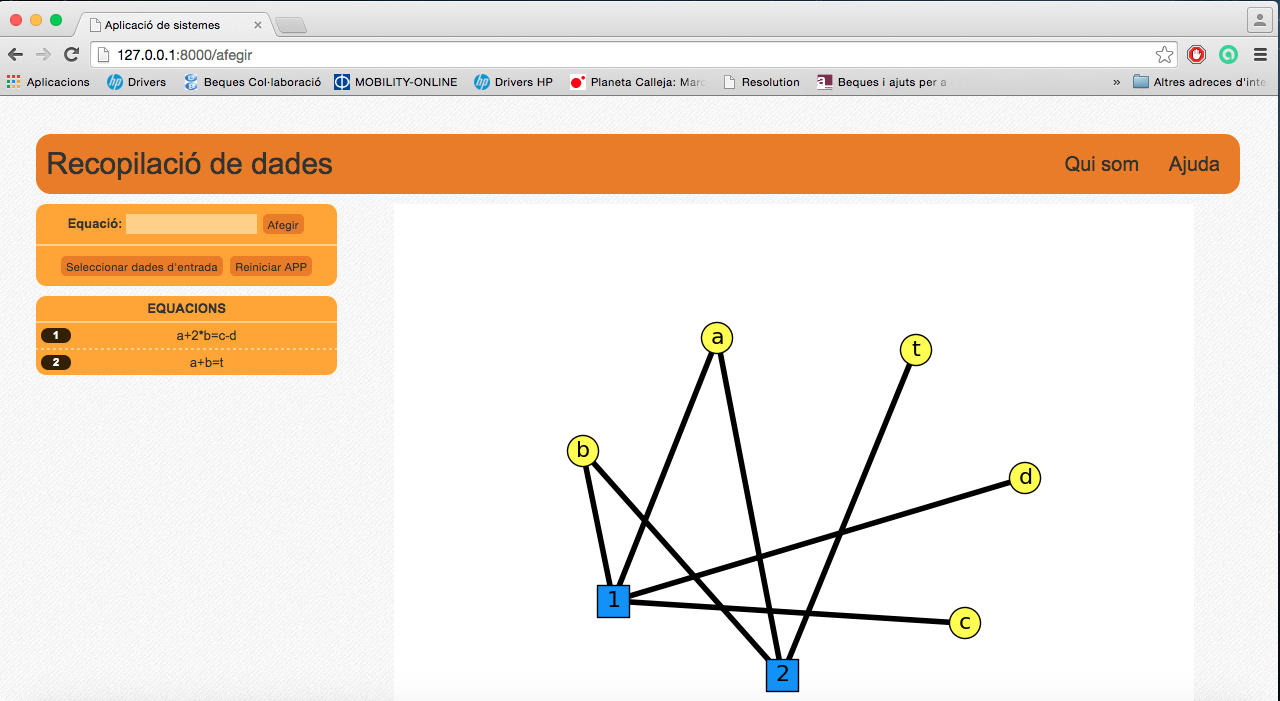 Aplicació de sistemes
127.0.0.1:8000/afegir
Aplicacions Drivers Beques Col·laboració MOBILITY-ONLINE Drivers HP Planeta Calleja: Marc Resolution Beques i ajuts per a » Altres adreces d'inte
Recopilació de dades Qui som Ajuda
Equació: Afegir
Seleccionar dades d'entrada Reiniciar APP
EQUACIONS
1 a+2*b=c-d
2 a+b=t
a
t
b
d
1
c
2